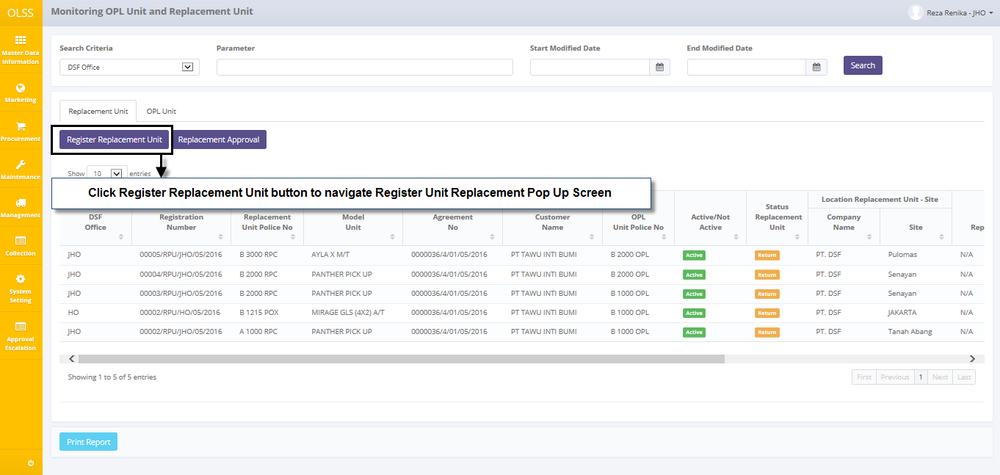 OLSS
Monitoring OPL Unit and Replacement Unit
Reza Renika - JHO
Master Data
Information
Marketing
Procurement
Maintenance
Management
Collection
System
Setting
Approval
Escalation
Search Criteria
Parameter
Start Modified Date
End Modified Date
DSF Office
Search
Replacement Unit
OPL Unit
Register Replacement Unit
Replacement Approval
Show 10 entries
Click Register Replacement Unit button to navigate Register Unit Replacement Pop Up Screen
DSF
Office
Registration
Number
Replacement
Unit Police No
Model
Unit
Agreement
No
Customer
Name
OPL
Unit Police No
Active/Not
Active
Status
Replacement
Unit
Location Replacement Unit - Site
Company
Name
Site
Rep
JHO 00005/RPU/JHO/05/2016 B 3000 RPC AYLA X M/T 0000036/4/01/05/2016 PT TAWU INTI BUMI B 2000 OPL Active Return PT. DSF Pulomas N/A
JHO 00004/RPU/JHO/05/2016 B 2000 RPC PANTHER PICK UP 0000036/4/01/05/2016 PT TAWU INTI BUMI B 2000 OPL Active Return PT. DSF Senayan N/A
JHO 00003/RPU/JHO/05/2016 B 2000 RPC PANTHER PICK UP 0000036/4/01/05/2016 PT TAWU INTI BUMI B 1000 OPL Active Return PT. DSF Senayan N/A
HO 00002/RPU/HO/05/2016 B 1215 POX MIRAGE GLS (4X2) A/T 0000036/4/01/05/2016 PT TAWU INTI BUMI B 1000 OPL Active Return PT. DSF JAKARTA N/A
JHO 00002/RPU/JHO/05/2016 A 1000 RPC PANTHER PICK UP 0000036/4/01/05/2016 PT TAWU INTI BUMI B 1000 OPL Active Return PT. DSF Tanah Abang N/A
Showing 1 to 5 of 5 entries
First Previous 1 Next Last
Print Report